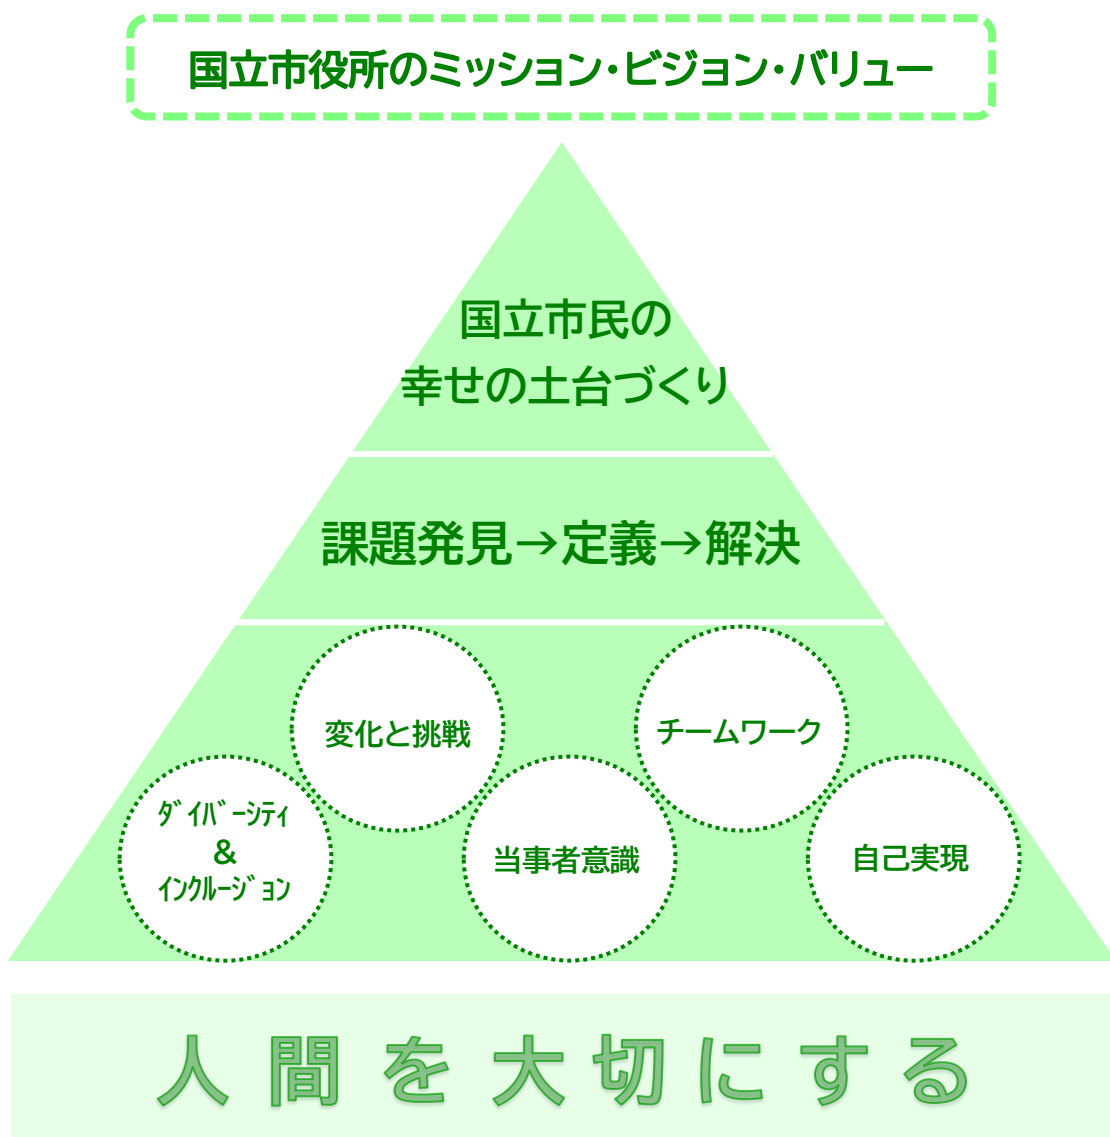 国立市役所のミッション・ビジョン・バリュー
国立市民の
幸せの土台づくり
課題発見→定義→解決
変化と挑戦
チームワーク
ﾀﾞｲﾊﾞｰｼﾃｨ
&
ｲﾝｸﾙｰｼﾞｮﾝ
当事者意識
自己実現
人間を大切にする